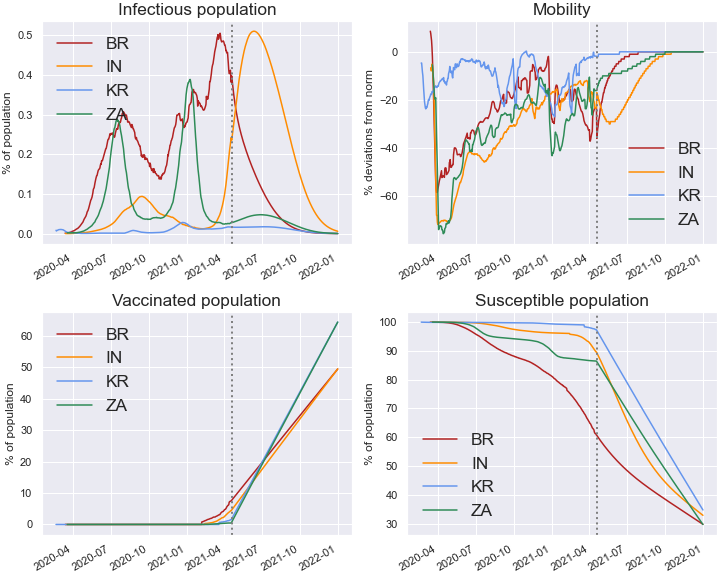 Infectious population
% of population
0.5
0.4
0.3
0.2
0.1
0.0
BR
IN
KR
ZA
2020-04
2020-07
2020-10
2021-01
2021-04
2021-07
2021-10
2022-01
Mobility
% deviations from norm
0
−20
−40
−60
BR
IN
KR
ZA
2020-04
2020-07
2020-10
2021-01
2021-04
2021-07
2021-10
2022-01
Vaccinated population
% of population
60
50
40
30
20
10
0
BR
IN
KR
ZA
2020-04
2020-07
2020-10
2021-01
2021-04
2021-07
2021-10
2022-01
Susceptible population
% of population
100
90
80
70
60
50
40
30
BR
IN
KR
ZA
2020-04
2020-07
2020-10
2021-01
2021-04
2021-07
2021-10
2022-01